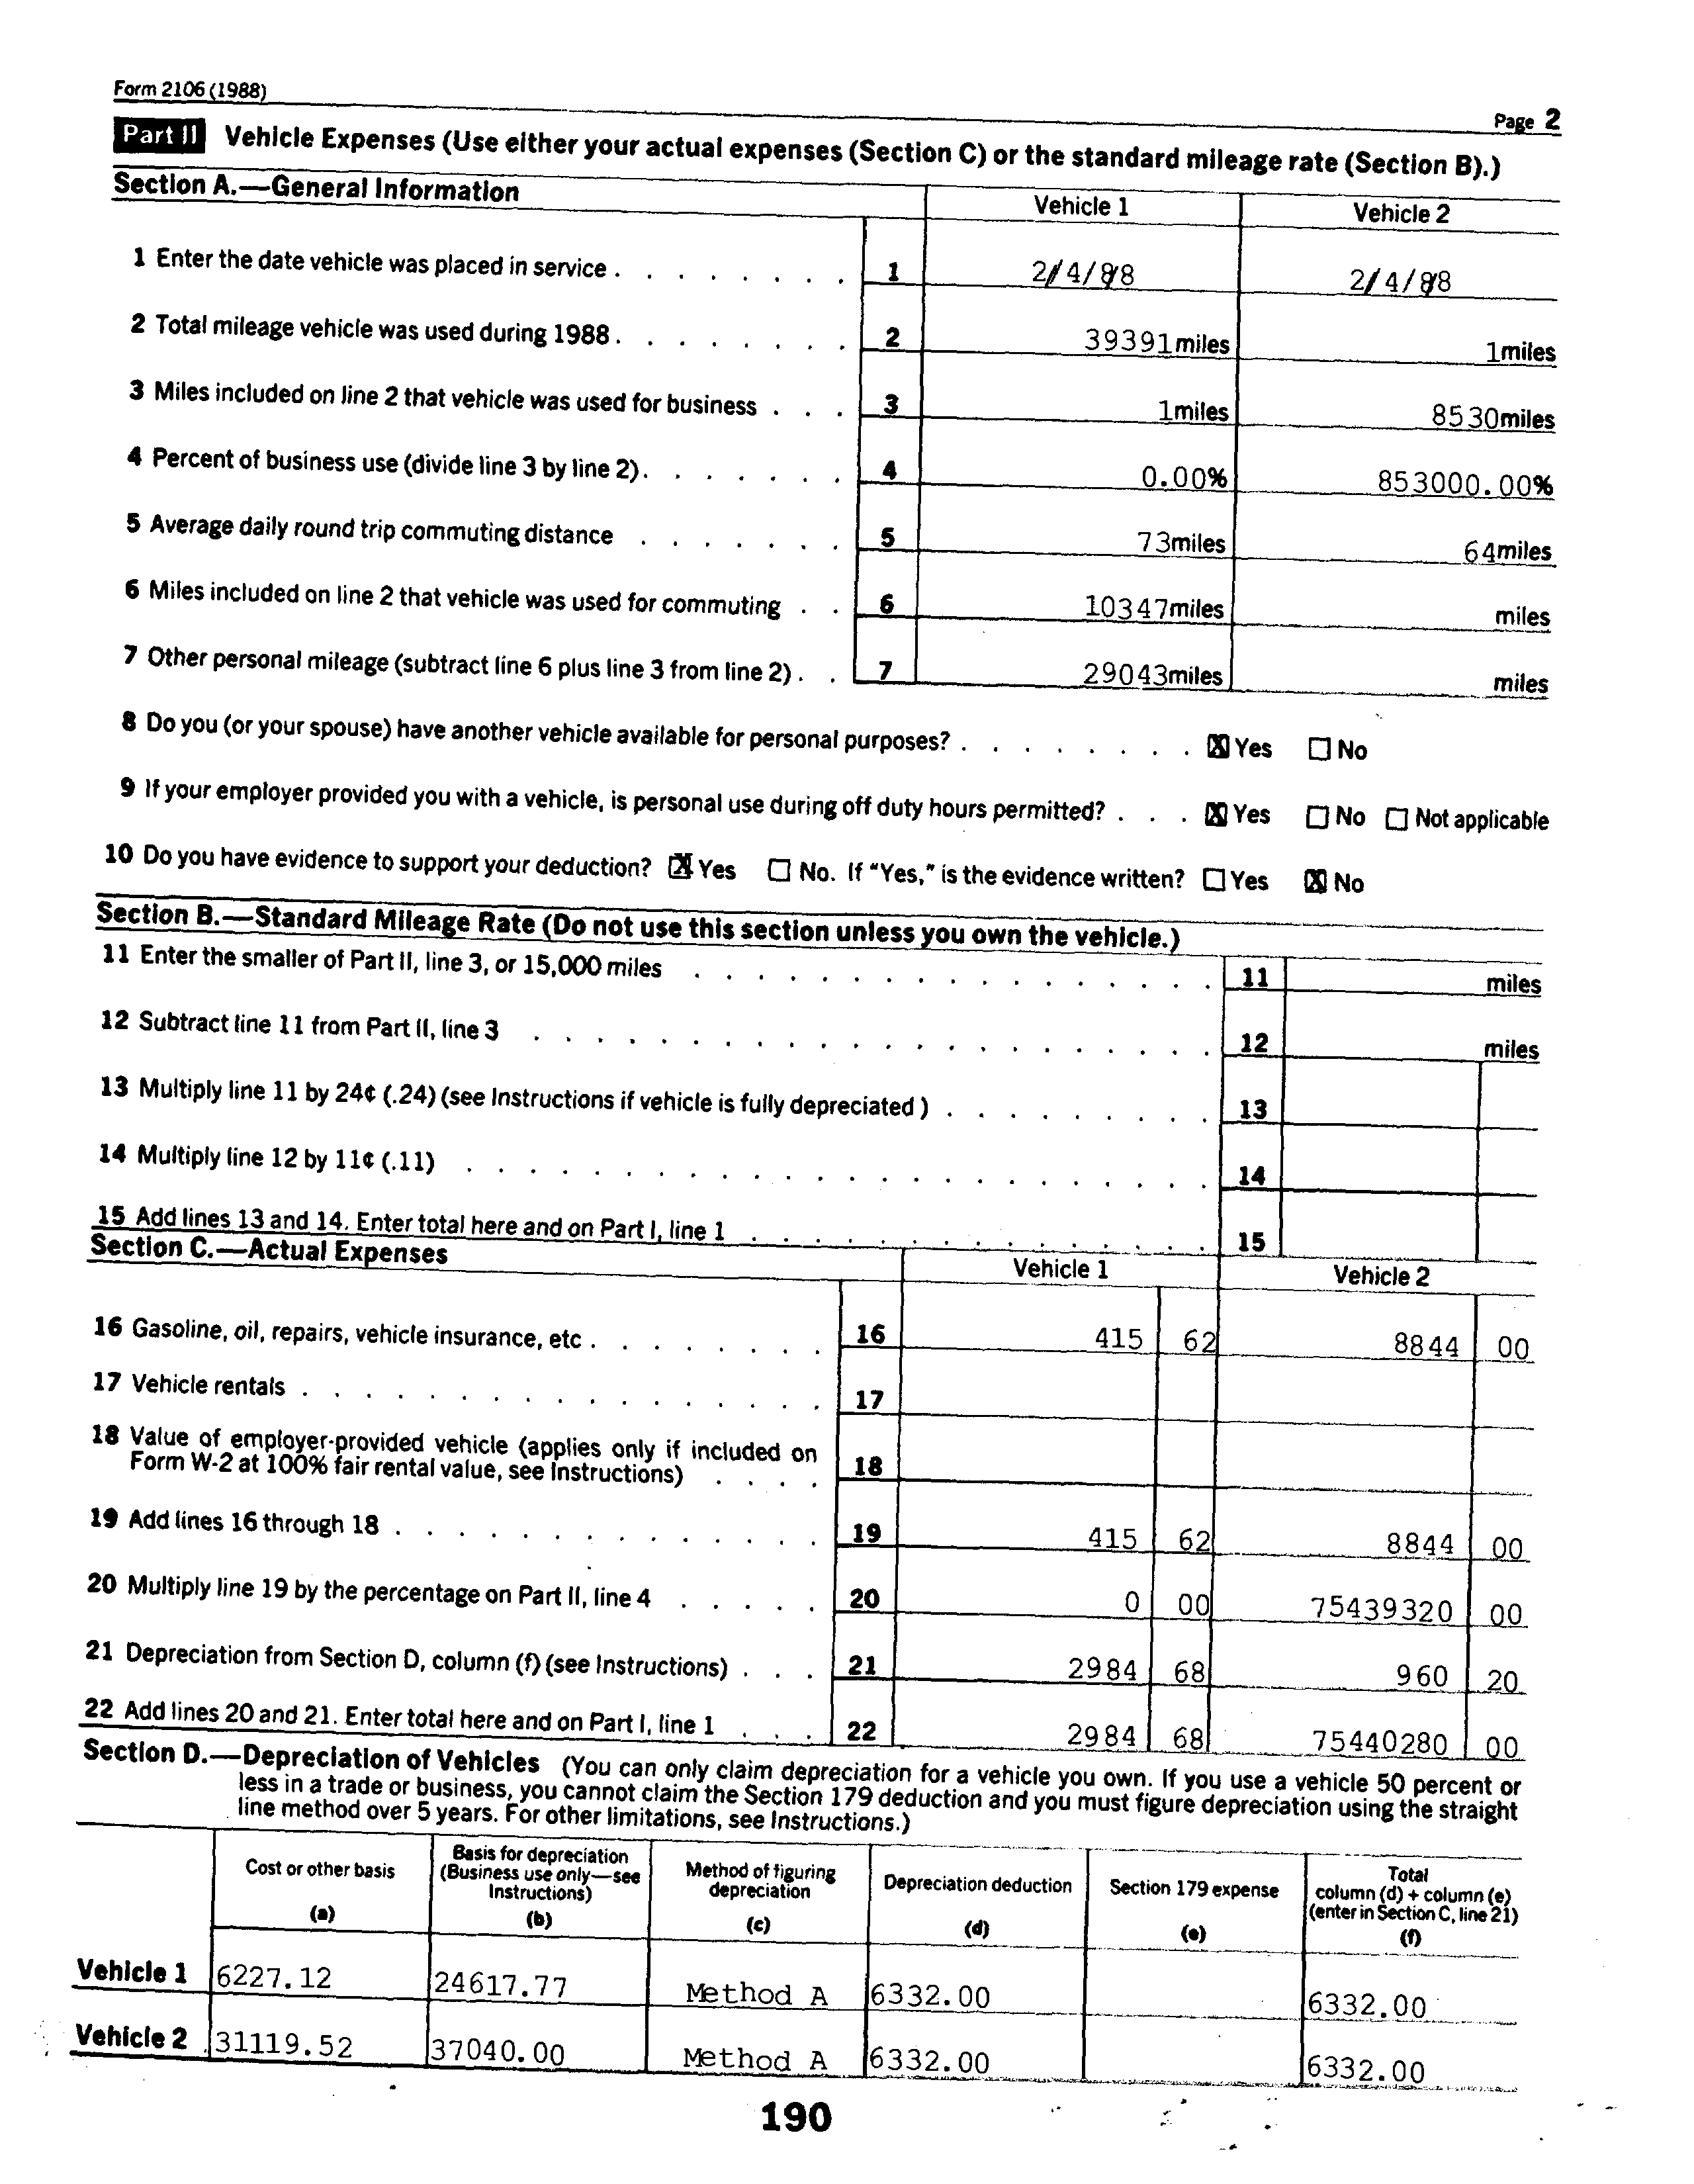 Form 2106 (1988)
Page 2
Part II Vehicle Expenses (Use either your actual expenses (Section C) or the standard mileage rate (Section B).)
Section A.—General Information
Vehicle 1 Vehicle 2
1 Enter the date vehicle was placed in service . . . . . . . . 1 2/4/88 2/4/88
2 Total mileage vehicle was used during 1988 . . . . . . . . 2 39391miles 1miles
3 Miles included on line 2 that vehicle was used for business . . . 3 1miles 8530miles
4 Percent of business use (divide line 3 by line 2) . . . . . . . 4 0.00% 853000.00%
5 Average daily round trip commuting distance . . . . . . . 5 73miles 64miles
6 Miles included on line 2 that vehicle was used for commuting . . 6 10347miles miles
7 Other personal mileage (subtract line 6 plus line 3 from line 2) . . 7 29043miles miles
8 Do you (or your spouse) have another vehicle available for personal purposes? . . . . . . . . ☒ Yes ☐ No
9 If your employer provided you with a vehicle, is personal use during off duty hours permitted? . . . ☒ Yes ☐ No ☐ Not applicable
10 Do you have evidence to support your deduction? ☒ Yes ☐ No. If "Yes," is the evidence written? ☐ Yes ☒ No
Section B.—Standard Mileage Rate (Do not use this section unless you own the vehicle.)
11 Enter the smaller of Part II, line 3, or 15,000 miles . . . . . . . . . . . . . . . . . 11 miles
12 Subtract line 11 from Part II, line 3 . . . . . . . . . . . . . . . . . . . . . . 12 miles
13 Multiply line 11 by 24¢ (.24) (see Instructions if vehicle is fully depreciated ) . . . . . . . . . 13
14 Multiply line 12 by 11¢ (.11) . . . . . . . . . . . . . . . . . . . . . . . . 14
15 Add lines 13 and 14. Enter total here and on Part I, line 1 . . . . . . . . . . . . . . . 15
Section C.—Actual Expenses
Vehicle 1 Vehicle 2
16 Gasoline, oil, repairs, vehicle insurance, etc . . . . . . . . 16 415 62 8844 00
17 Vehicle rentals . . . . . . . . . . . . . . . . . 17
18 Value of employer-provided vehicle (applies only if included on
Form W-2 at 100% fair rental value, see Instructions) . . . . 18
19 Add lines 16 through 18 . . . . . . . . . . . . . . 19 415 62 8844 00
20 Multiply line 19 by the percentage on Part II, line 4 . . . . . 20 0 00 75439320 00
21 Depreciation from Section D, column (f) (see Instructions) . . . 21 2984 68 960 20
22 Add lines 20 and 21. Enter total here and on Part I, line 1 . . . 22 2984 68 75440280 00
Section D.—Depreciation of Vehicles (You can only claim depreciation for a vehicle you own. If you use a vehicle 50 percent or
less in a trade or business, you cannot claim the Section 179 deduction and you must figure depreciation using the straight
line method over 5 years. For other limitations, see Instructions.)
Cost or other basis
(a)
Basis for depreciation
(Business use only—see
Instructions)
(b)
Method of figuring
depreciation
(c)
Depreciation deduction
(d)
Section 179 expense
(e)
Total
column (d) + column (e)
(enter in Section C, line 21)
(f)
Vehicle 1 6227.12 24617.77 Method A 6332.00 6332.00
Vehicle 2 31119.52 37040.00 Method A 6332.00 6332.00
190